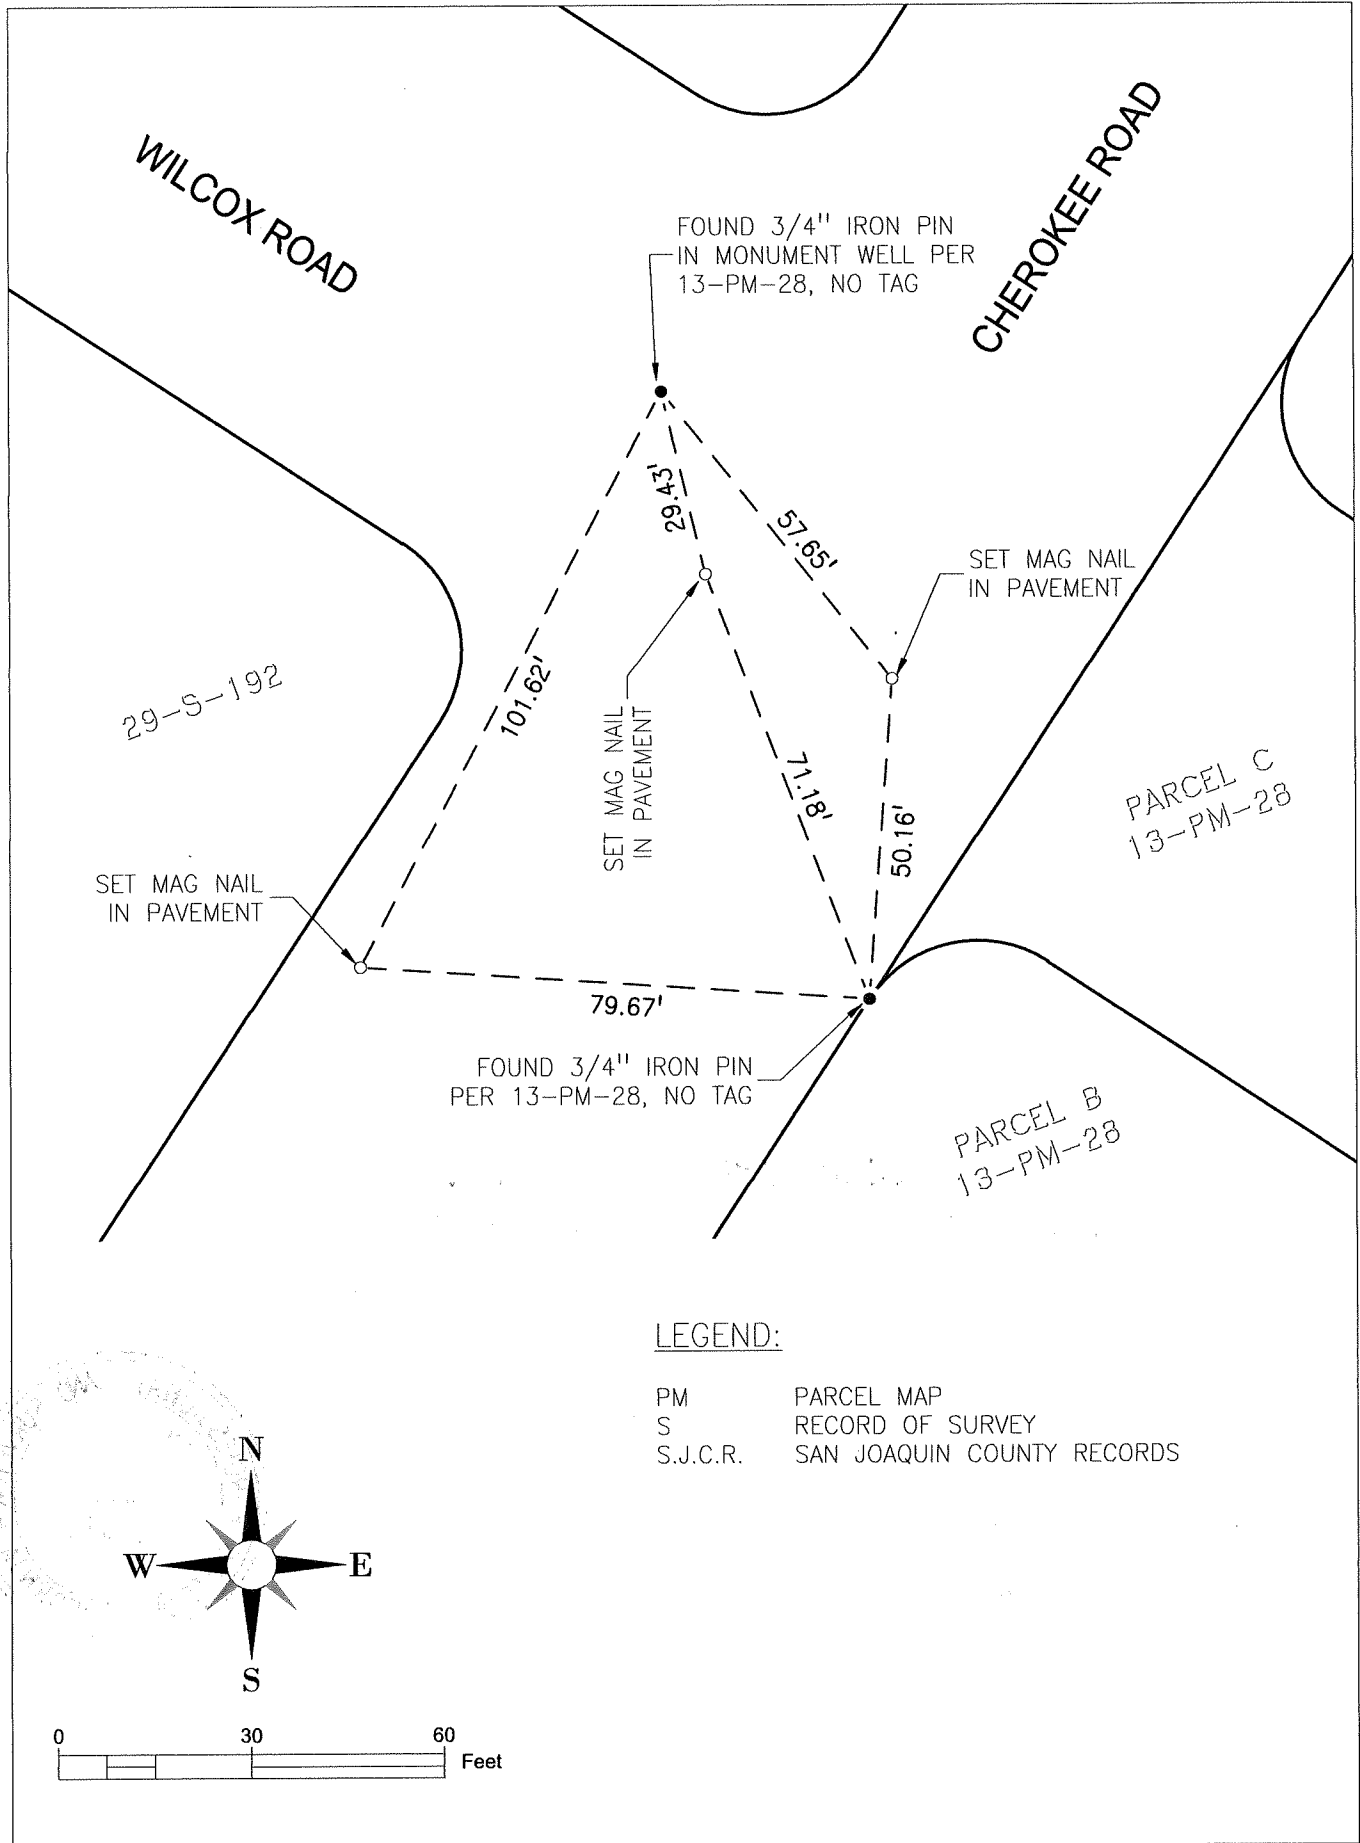 WILCOX ROAD
CHEROKEE ROAD
FOUND 3/4" IRON PIN
IN MONUMENT WELL PER
13-PM-28, NO TAG
29.43'
57.65'
SET MAG NAIL
IN PAVEMENT
101.62'
29-S-192
SET MAG NAIL
IN PAVEMENT
71.18'
50.16'
PARCEL C
13-PM-28
SET MAG NAIL
IN PAVEMENT
79.67'
FOUND 3/4" IRON PIN
PER 13-PM-28, NO TAG
PARCEL B
13-PM-28
LEGEND:
PM PARCEL MAP
S RECORD OF SURVEY
S.J.C.R. SAN JOAQUIN COUNTY RECORDS
N
W E
S
0 30 60
Feet